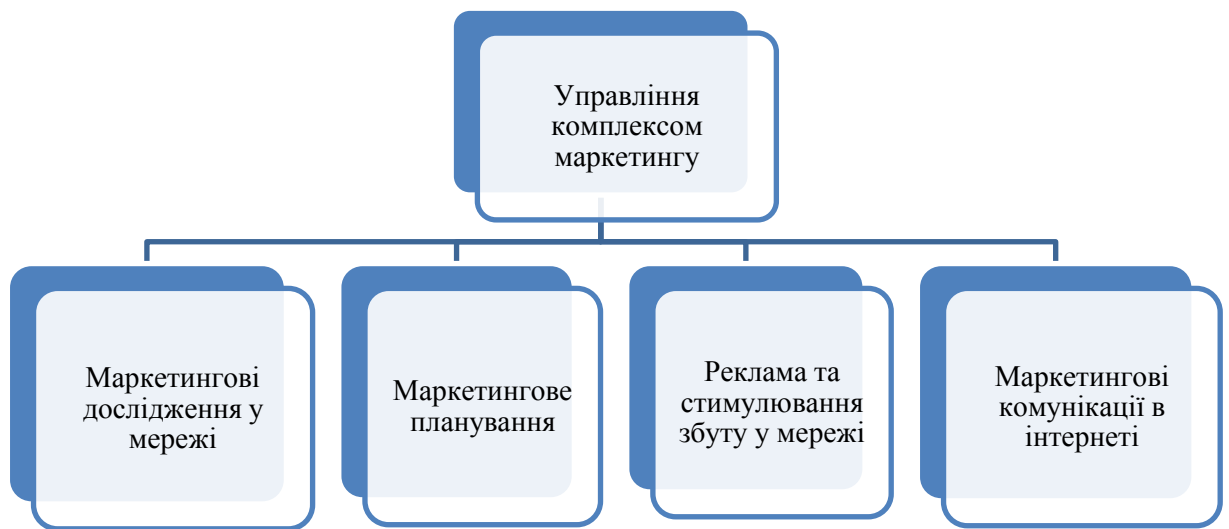 Управління
комплексом
маркетингу
Маркетингові
дослідження у
мережі
Маркетингове
планування
Реклама та
стимулювання
збуту у мережі
Маркетингові
комунікації в
інтернеті